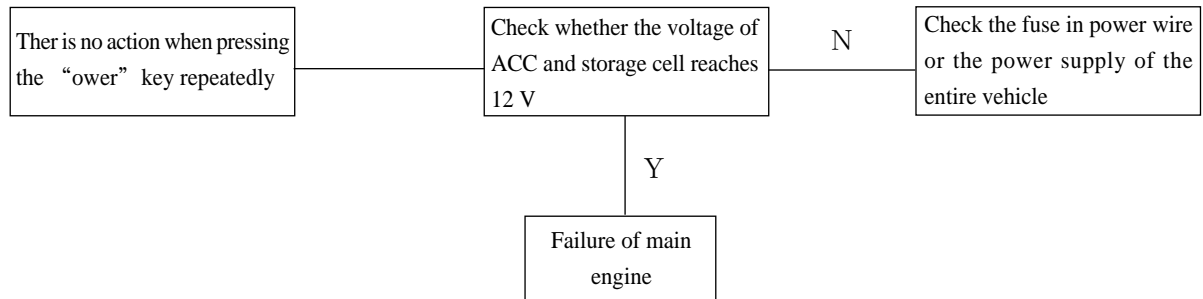 Ther is no action when pressing
the “ower” key repeatedly
Check whether the voltage of
ACC and storage cell reaches
12 V
N
Check the fuse in power wire
or the power supply of the
entire vehicle
Y
Failure of main
engine